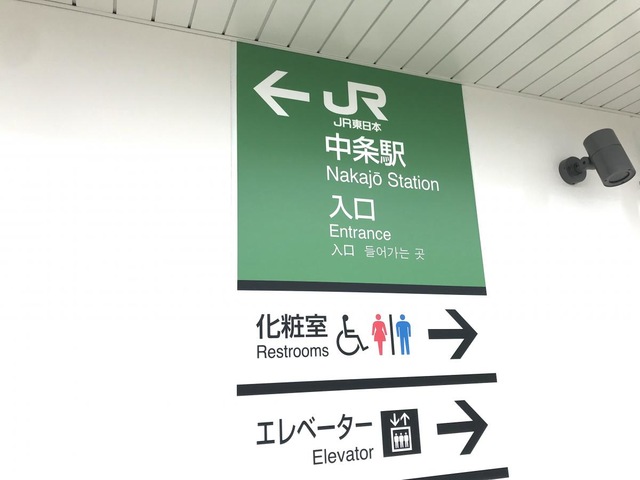 JR
JR東日本
中条駅
Nakajō Station
入口
Entrance
入口 들어가는 곳
化粧室
Restrooms
エレベーター
Elevator